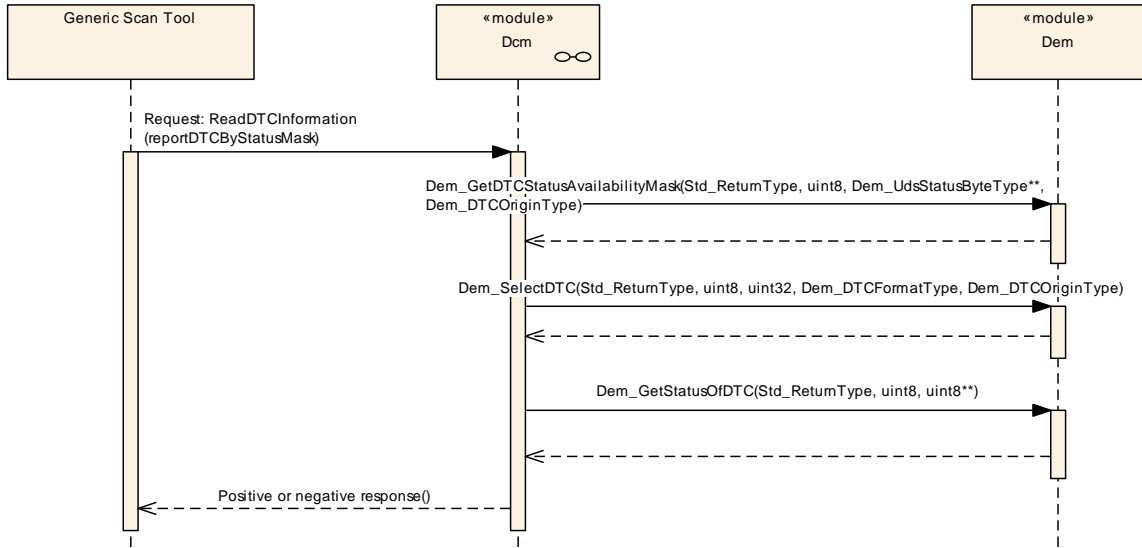 Generic Scan Tool
«module»
Dcm
«module»
Dem
Request: ReadDTCInformation
(reportDTCByStatusMask)
Dem_GetDTCStatusAvailabilityMask(Std_ReturnType, uint8, Dem_UdsStatusByteType**,
Dem_DTCOriginType)
Dem_SelectDTC(Std_ReturnType, uint8, uint32, Dem_DTCFormatType, Dem_DTCOriginType)
Dem_GetStatusOfDTC(Std_ReturnType, uint8, uint8**)
Positive or negative response()